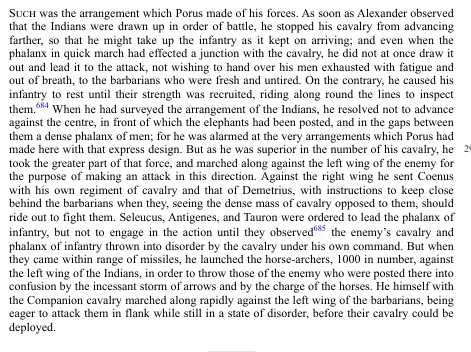 SUCH was the arrangement which Porus made of his forces. As soon as Alexander observed
that the Indians were drawn up in order of battle, he stopped his cavalry from advancing
farther, so that he might take up the infantry as it kept on arriving; and even when the
phalanx in quick march had effected a junction with the cavalry, he did not at once draw it
out and lead it to the attack, not wishing to hand over his men exhausted with fatigue and
out of breath, to the barbarians who were fresh and untired. On the contrary, he caused his
infantry to rest until their strength was recruited, riding along round the lines to inspect
them.684 When he had surveyed the arrangement of the Indians, he resolved not to advance
against the centre, in front of which the elephants had been posted, and in the gaps between
them a dense phalanx of men; for he was alarmed at the very arrangements which Porus had
made here with that express design. But as he was superior in the number of his cavalry, he 29
took the greater part of that force, and marched along against the left wing of the enemy for
the purpose of making an attack in this direction. Against the right wing he sent Coenus
with his own regiment of cavalry and that of Demetrius, with instructions to keep close
behind the barbarians when they, seeing the dense mass of cavalry opposed to them, should
ride out to fight them. Seleucus, Antigenes, and Tauron were ordered to lead the phalanx of
infantry, but not to engage in the action until they observed685 the enemy's cavalry and
phalanx of infantry thrown into disorder by the cavalry under his own command. But when
they came within range of missiles, he launched the horse-archers, 1000 in number, against
the left wing of the Indians, in order to throw those of the enemy who were posted there into
confusion by the incessant storm of arrows and by the charge of the horses. He himself with
the Companion cavalry marched along rapidly against the left wing of the barbarians, being
eager to attack them in flank while still in a state of disorder, before their cavalry could be
deployed.